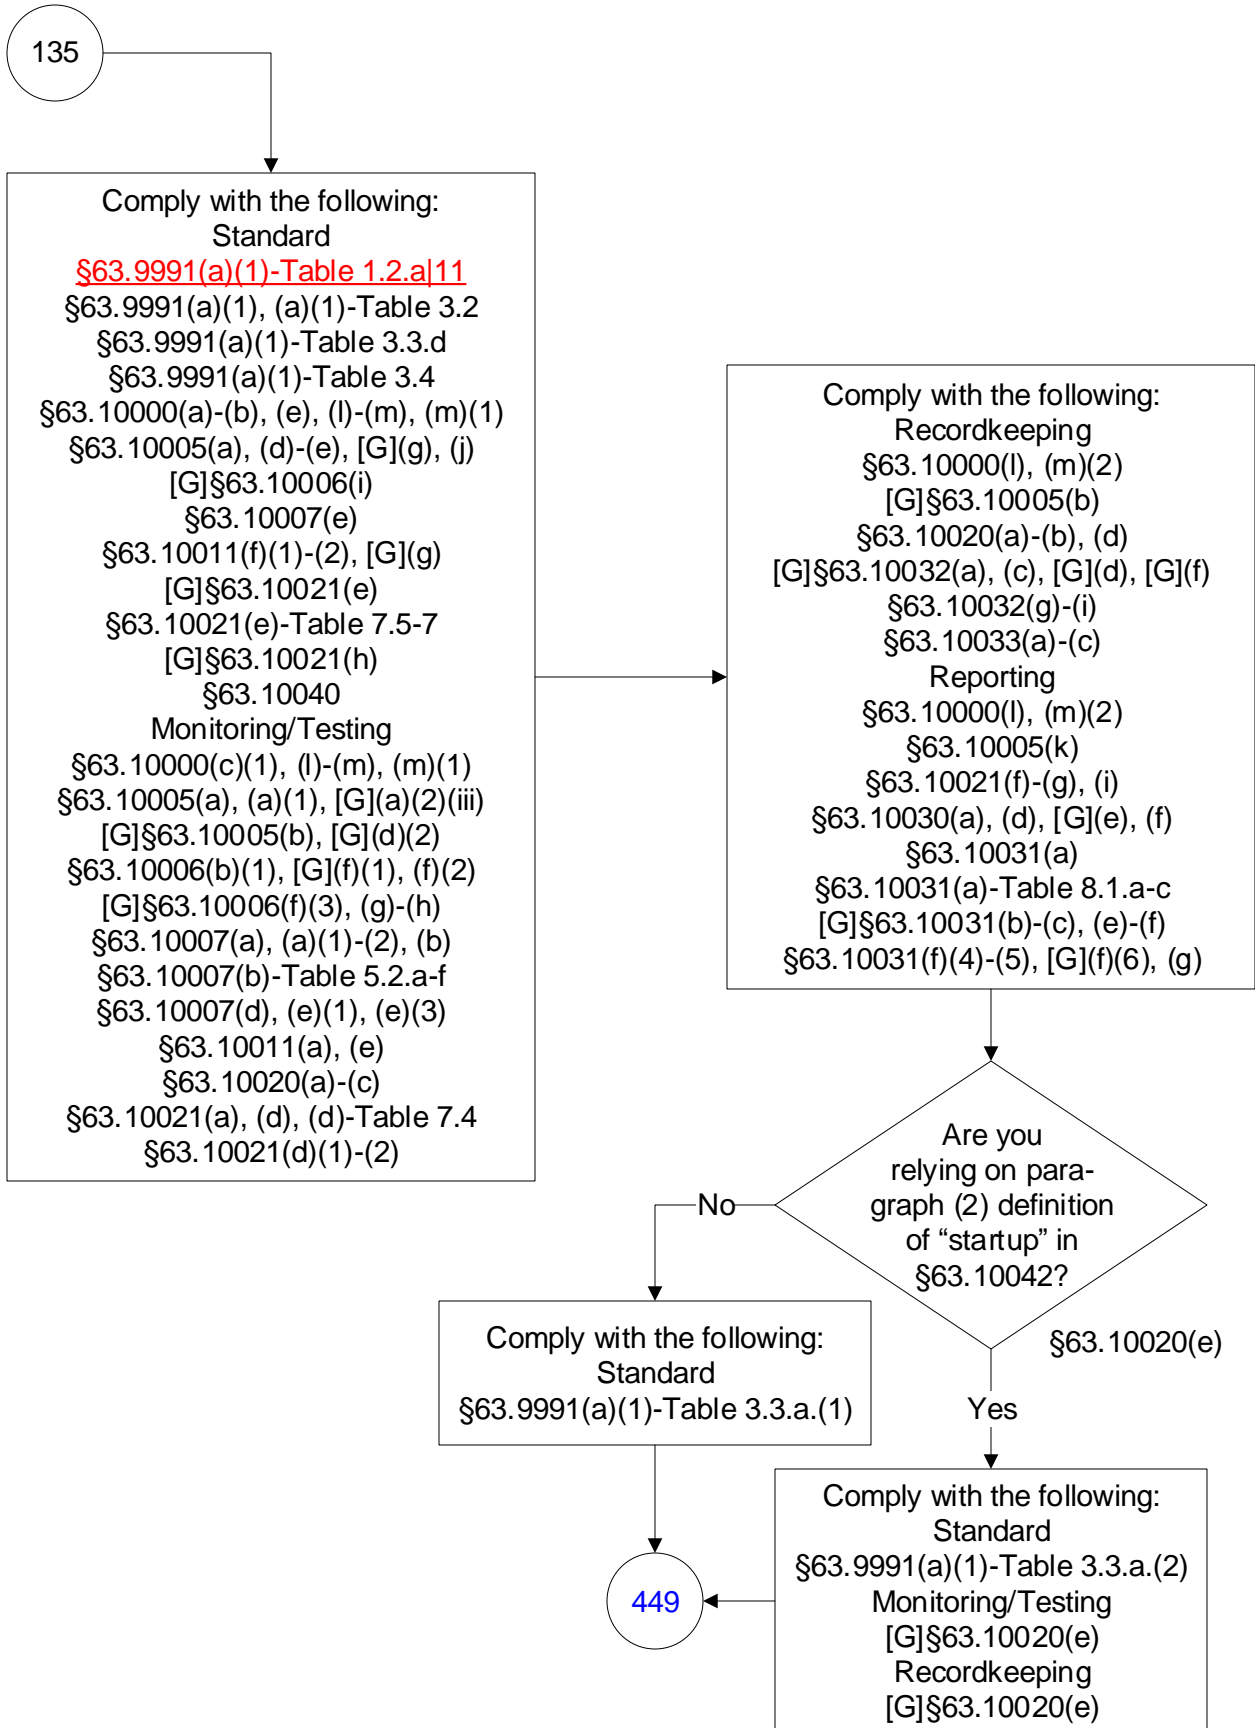 135
Comply with the following:
Standard
§63.9991(a)(1)-Table 1.2.a|11
§63.9991(a)(1), (a)(1)-Table 3.2
§63.9991(a)(1)-Table 3.3.d
§63.9991(a)(1)-Table 3.4
§63.10000(a)-(b), (e), (l)-(m), (m)(1)
§63.10005(a), (d)-(e), [G](g), (j)
[G]§63.10006(i)
§63.10007(e)
§63.10011(f)(1)-(2), [G](g)
[G]§63.10021(e)
§63.10021(e)-Table 7.5-7
[G]§63.10021(h)
§63.10040
Monitoring/Testing
§63.10000(c)(1), (l)-(m), (m)(1)
§63.10005(a), (a)(1), [G](a)(2)(iii)
[G]§63.10005(b), [G](d)(2)
§63.10006(b)(1), [G](f)(1), (f)(2)
[G]§63.10006(f)(3), (g)-(h)
§63.10007(a), (a)(1)-(2), (b)
§63.10007(b)-Table 5.2.a-f
§63.10007(d), (e)(1), (e)(3)
§63.10011(a), (e)
§63.10020(a)-(c)
§63.10021(a), (d), (d)-Table 7.4
§63.10021(d)(1)-(2)
Comply with the following:
Recordkeeping
§63.10000(l), (m)(2)
[G]§63.10005(b)
§63.10020(a)-(b), (d)
[G]§63.10032(a), (c), [G](d), [G](f)
§63.10032(g)-(i)
§63.10033(a)-(c)
Reporting
§63.10000(l), (m)(2)
§63.10005(k)
§63.10021(f)-(g), (i)
§63.10030(a), (d), [G](e), (f)
§63.10031(a)
§63.10031(a)-Table 8.1.a-c
[G]§63.10031(b)-(c), (e)-(f)
§63.10031(f)(4)-(5), [G](f)(6), (g)
Are you
relying on para-
graph (2) definition
of “startup” in
§63.10042?
§63.10020(e)
No
Comply with the following:
Standard
§63.9991(a)(1)-Table 3.3.a.(1)
Yes
Comply with the following:
Standard
§63.9991(a)(1)-Table 3.3.a.(2)
Monitoring/Testing
[G]§63.10020(e)
Recordkeeping
[G]§63.10020(e)
449